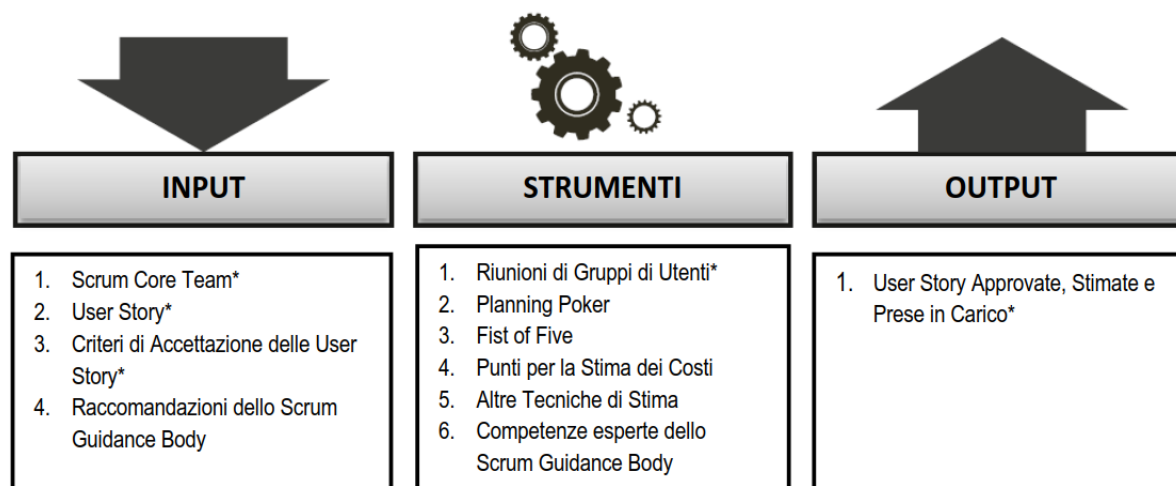 INPUT
1. Scrum Core Team*
2. User Story*
3. Criteri di Accettazione delle User
Story*
4. Raccomandazioni dello Scrum
Guidance Body
STRUMENTI
1. Riunioni di Gruppi di Utenti*
2. Planning Poker
3. Fist of Five
4. Punti per la Stima dei Costi
5. Altre Tecniche di Stima
6. Competenze esperte dello
Scrum Guidance Body
OUTPUT
1. User Story Approvate, Stimate e
Prese in Carico*